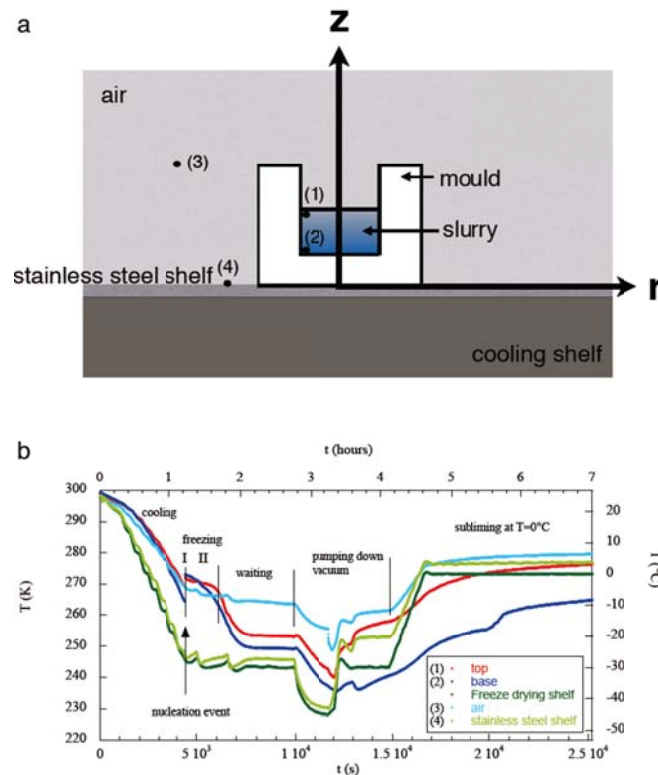 a
z
air
(3)
mould
(1)
(2)
slurry
stainless steel shelf
(4)
r
cooling shelf
b
t (hours)
0 1 2 3 4 5 6 7
300
290
280
270
260
250
240
230
220
T (K)
20
10
0
-10
-20
-30
-40
-50
cooling
freezing
I II
waiting
pumping down
vacuum
subliming at T=0°C
nucleation event
(1) top
(2) base
Freeze drying shelf
(3) air
(4) stainless steel shelf
0 5 10³ 1 10⁴ 1.5 10⁴ 2 10⁴ 2.5 10⁴
t (s)